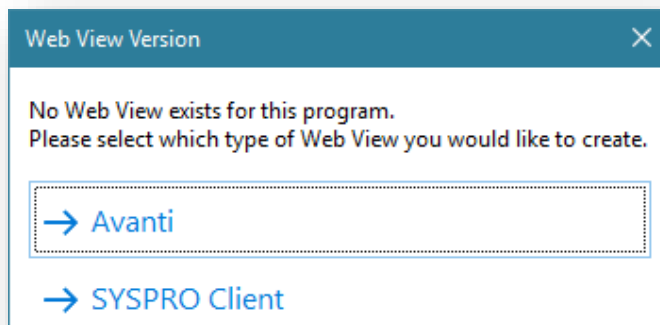 Web View Version
No Web View exists for this program.
Please select which type of Web View you would like to create.
Avanti
SYSPRO Client